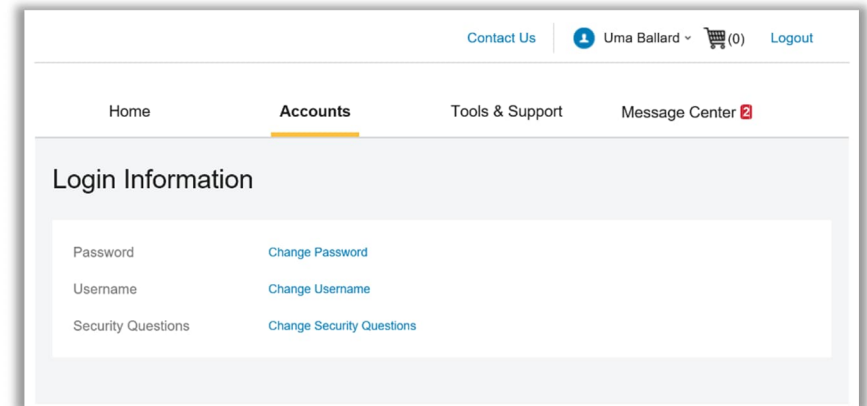 Contact Us Uma Ballard (0) Logout
Home Accounts Tools & Support Message Center 2
Login Information
Password Change Password
Username Change Username
Security Questions Change Security Questions